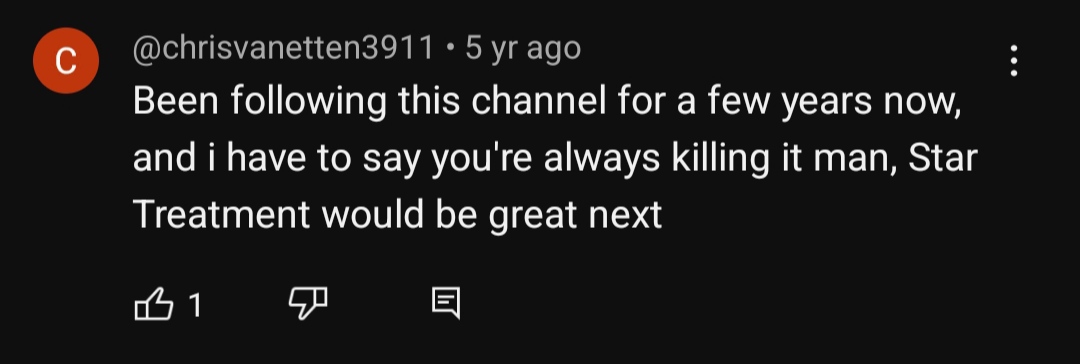 C
@chrisvanetten3911 • 5 yr ago
Been following this channel for a few years now,
and i have to say you're always killing it man, Star
Treatment would be great next
1